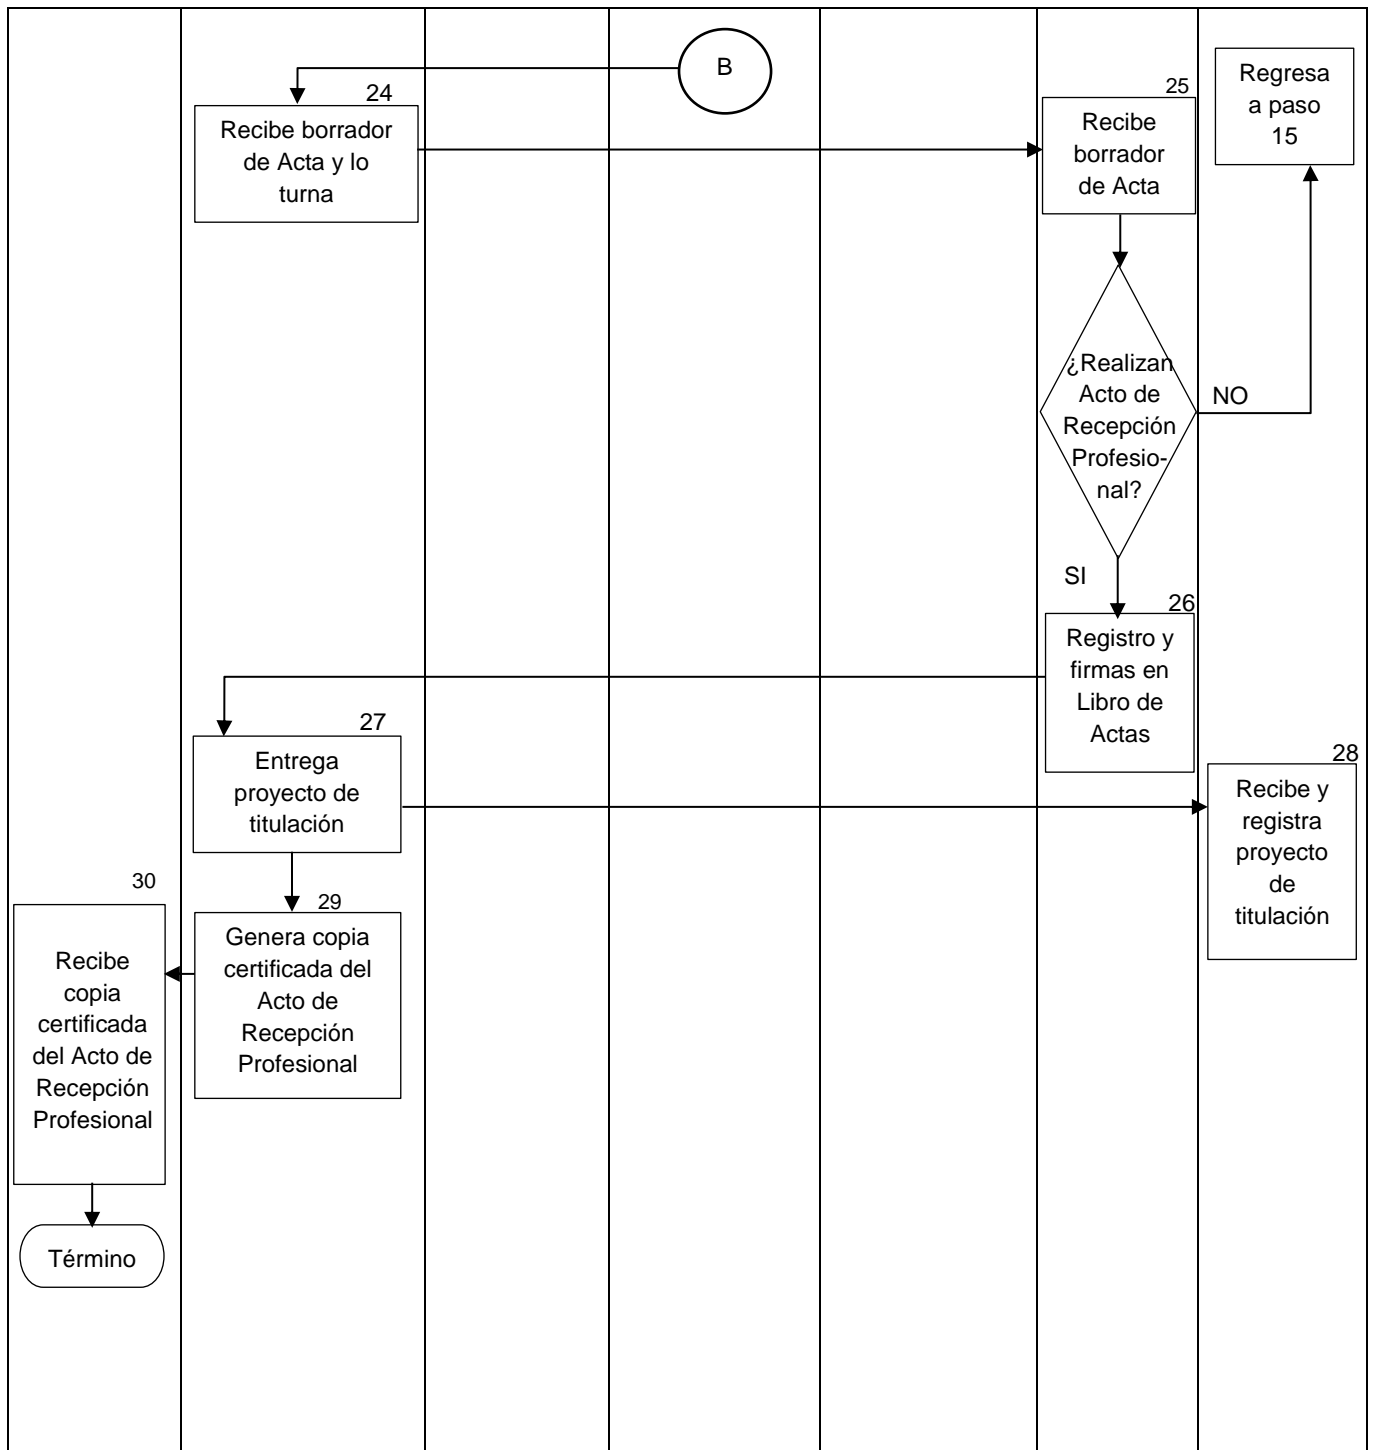 B
24
Recibe borrador
de Acta y lo
turna
25
Recibe
borrador
de Acta
Regresa
a paso
15
¿Realizan
Acto de
Recepción
Profesio-
nal?
NO
SI
26
Registro y
firmas en
Libro de
Actas
27
Entrega
proyecto de
titulación
28
Recibe y
registra
proyecto
de
titulación
29
Genera copia
certificada del
Acto de
Recepción
Profesional
30
Recibe
copia
certificada
del Acto de
Recepción
Profesional
Término